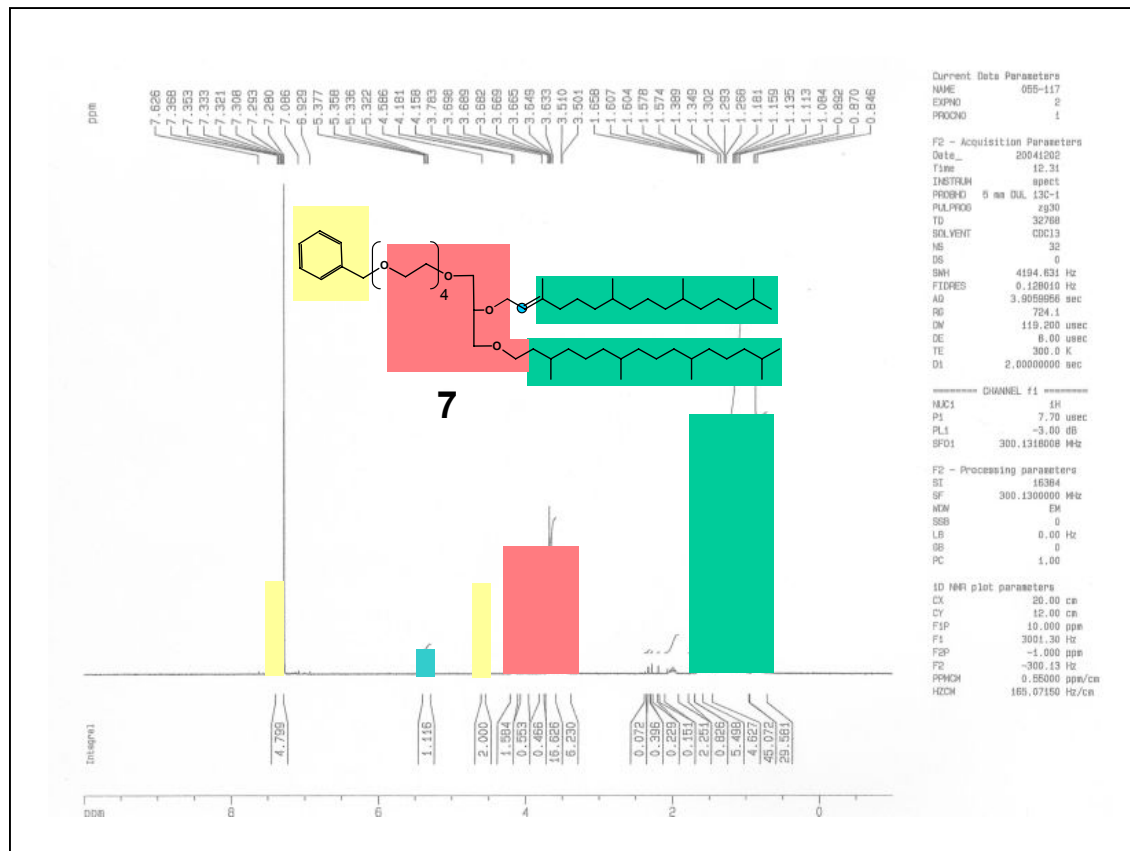 ppm
7.626
7.368
7.353
7.333
7.321
7.308
7.293
7.280
7.086
6.929
5.377
5.358
5.336
5.322
4.586
4.181
4.158
3.783
3.698
3.689
3.682
3.669
3.665
3.649
3.633
3.510
3.501
1.658
1.607
1.604
1.578
1.574
1.389
1.349
1.302
1.293
1.268
1.181
1.159
1.135
1.113
1.084
0.892
0.870
0.846
Current Data Parameters
NAME 055-117
EXPNO 2
PROCNO 1
F2 - Acquisition Parameters
Date_ 20041202
Time 12.31
INSTRUM spect
PROBHD 5 mm DUL 13C-1
PULPROG zg30
TD 32768
SOLVENT CDCl3
NS 32
DS 0
SWH 4194.631 Hz
FIDRES 0.128010 Hz
AQ 3.9059956 sec
RG 724.1
DW 119.200 usec
DE 6.00 usec
TE 300.0 K
D1 2.00000000 sec
======== CHANNEL f1 ========
NUC1 1H
P1 7.70 usec
PL1 -3.00 dB
SFO1 300.1318008 MHz
F2 - Processing parameters
SI 16384
SF 300.1300000 MHz
WDW EM
SSB 0
LB 0.00 Hz
GB 0
PC 1.00
1D NMR plot parameters
CX 20.00 cm
CY 12.00 cm
F1P 10.000 ppm
F1 3001.30 Hz
F2P -1.000 ppm
F2 -300.13 Hz
PPMCM 0.55000 ppm/cm
HZCM 165.07150 Hz/cm
O
O
4
O
O
7
Integral
4.799
1.116
2.000
1.584
0.553
0.466
16.626
6.230
0.072
0.396
0.229
0.151
2.251
0.826
5.498
4.627
45.072
29.581
ppm 8 6 4 2 0